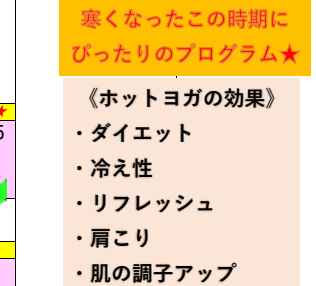 寒くなったこの時期に
ぴったりのプログラム★
《ホットヨガの効果》
・ダイエット
・冷え性
・リフレッシュ
・肩こり
・肌の調子アップ